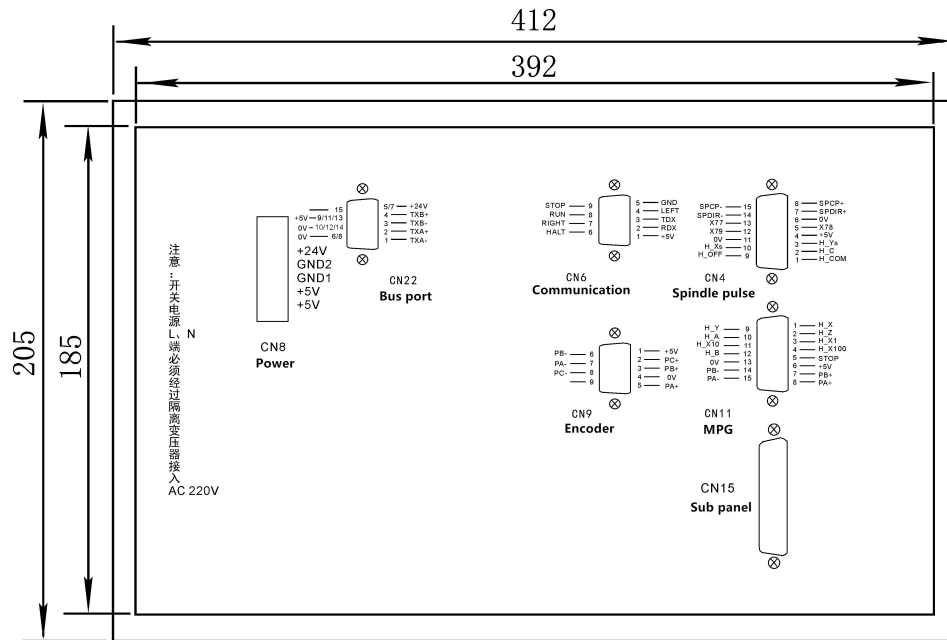 412
392
205
185
注意：开关电源L、N端必须经过隔离变压器接入
AC 220V
+24V
GND2
GND1
+5V
+5V
CN8
Power
15
+5V 9/11/13
0V 10/12/14
0V 6/8
5/7 +24V
4 TXB+
3 TXB-
2 TXA+
1 TXA-
CN22
Bus port
STOP 9
RUN 8
RIGHT 7
HALT 6
5 GND
4 LEFT
3 TDX
2 RDX
1 +5V
CN6
Communication
SPCP- 15
SPDIR- 14
X77 13
X79 12
0V 11
H_Xs 10
H_OFF 9
8 SPCP+
7 SPDIR+
6 0V
5 X78
4 +5V
3 H_Ys
2 H_C
1 H_COM
CN4
Spindle pulse
PB- 6
PA- 7
PC- 8
9
1 +5V
2 PC+
3 PB+
4 0V
5 PA+
CN9
Encoder
H_Y 9
H_A 10
H_X10 11
H_B 12
0V 13
PB- 14
PA- 15
1 H_X
2 H_Z
3 H_X1
4 H_X100
5 STOP
6 +5V
7 PB+
8 PA+
CN11
MPG
CN15
Sub panel